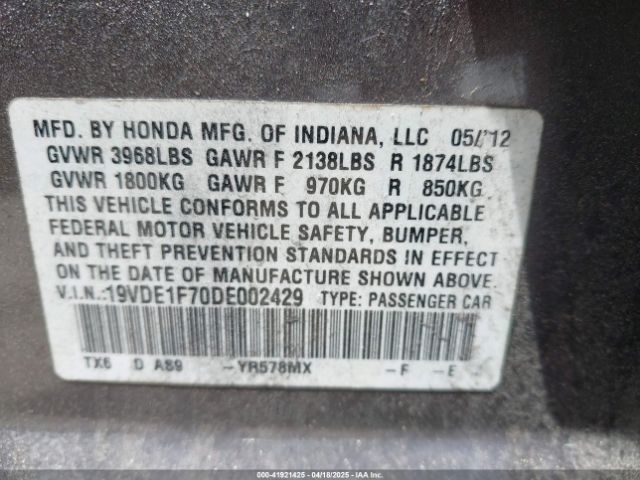 MFD. BY HONDA MFG. OF INDIANA, LLC 05/'12
GVWR 3968LBS GAWR F 2138LBS R 1874LBS
GVWR 1800KG GAWR F 970KG R 850KG
THIS VEHICLE CONFORMS TO ALL APPLICABLE
FEDERAL MOTOR VEHICLE SAFETY, BUMPER,
AND THEFT PREVENTION STANDARDS IN EFFECT
ON THE DATE OF MANUFACTURE SHOWN ABOVE.
V.I.N.:19VDE1F70DE002429 TYPE: PASSENGER CAR
TX6 D A89 -YR578MX -F -E
000-41921425 - 04/18/2025 - IAA Inc.